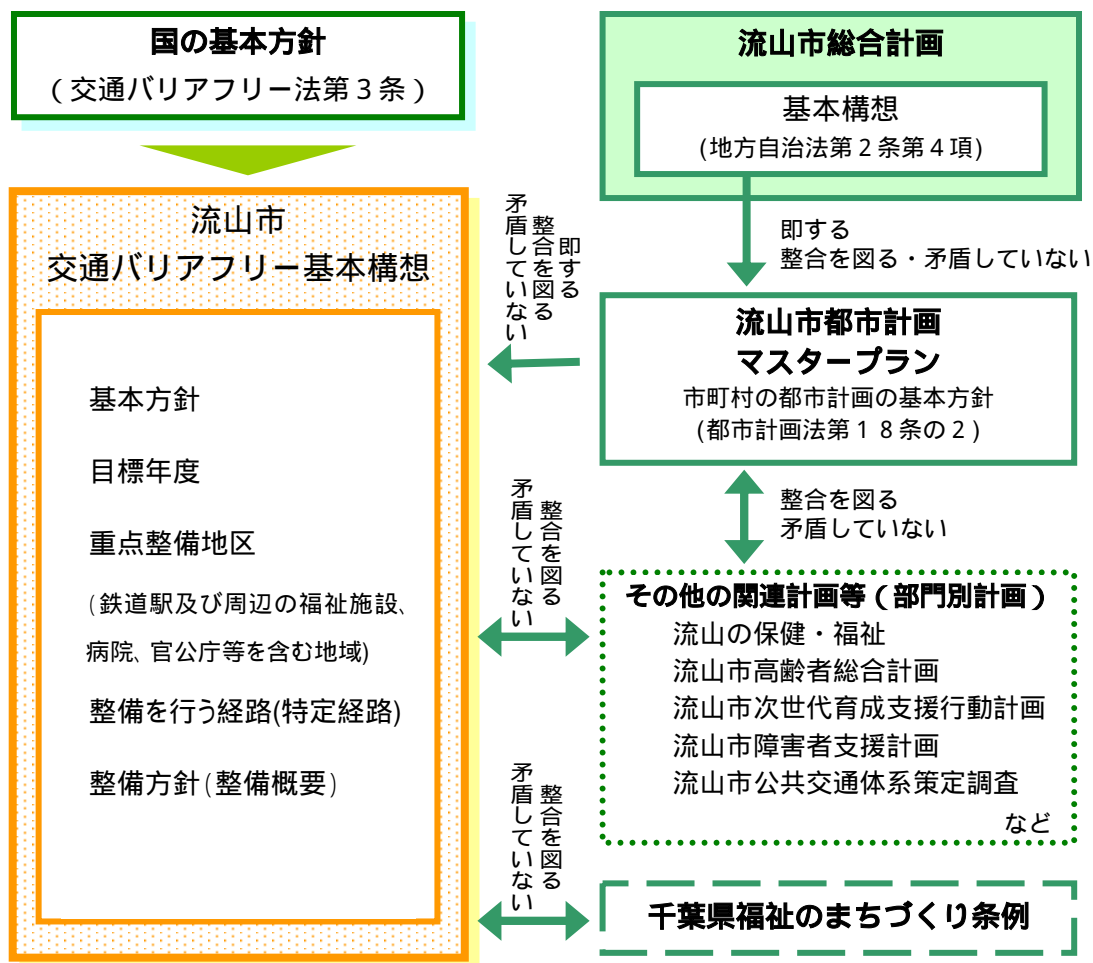 国の基本方針
(交通バリアフリー法第3条)
流山市
交通バリアフリー基本構想
基本方針
目標年度
重点整備地区
(鉄道駅及び周辺の福祉施設、
病院、官公庁等を含む地域)
整備を行う経路(特定経路)
整備方針(整備概要)
即する
整合を図る
矛盾していない
整合を図る
矛盾していない
整合を図る
矛盾していない
流山市総合計画
基本構想
(地方自治法第2条第4項)
即する
整合を図る・矛盾していない
流山市都市計画
マスタープラン
市町村の都市計画の基本方針
(都市計画法第18条の2)
整合を図る
矛盾していない
その他の関連計画等(部門別計画)
流山の保健・福祉
流山市高齢者総合計画
流山市次世代育成支援行動計画
流山市障害者支援計画
流山市公共交通体系策定調査
など
千葉県福祉のまちづくり条例